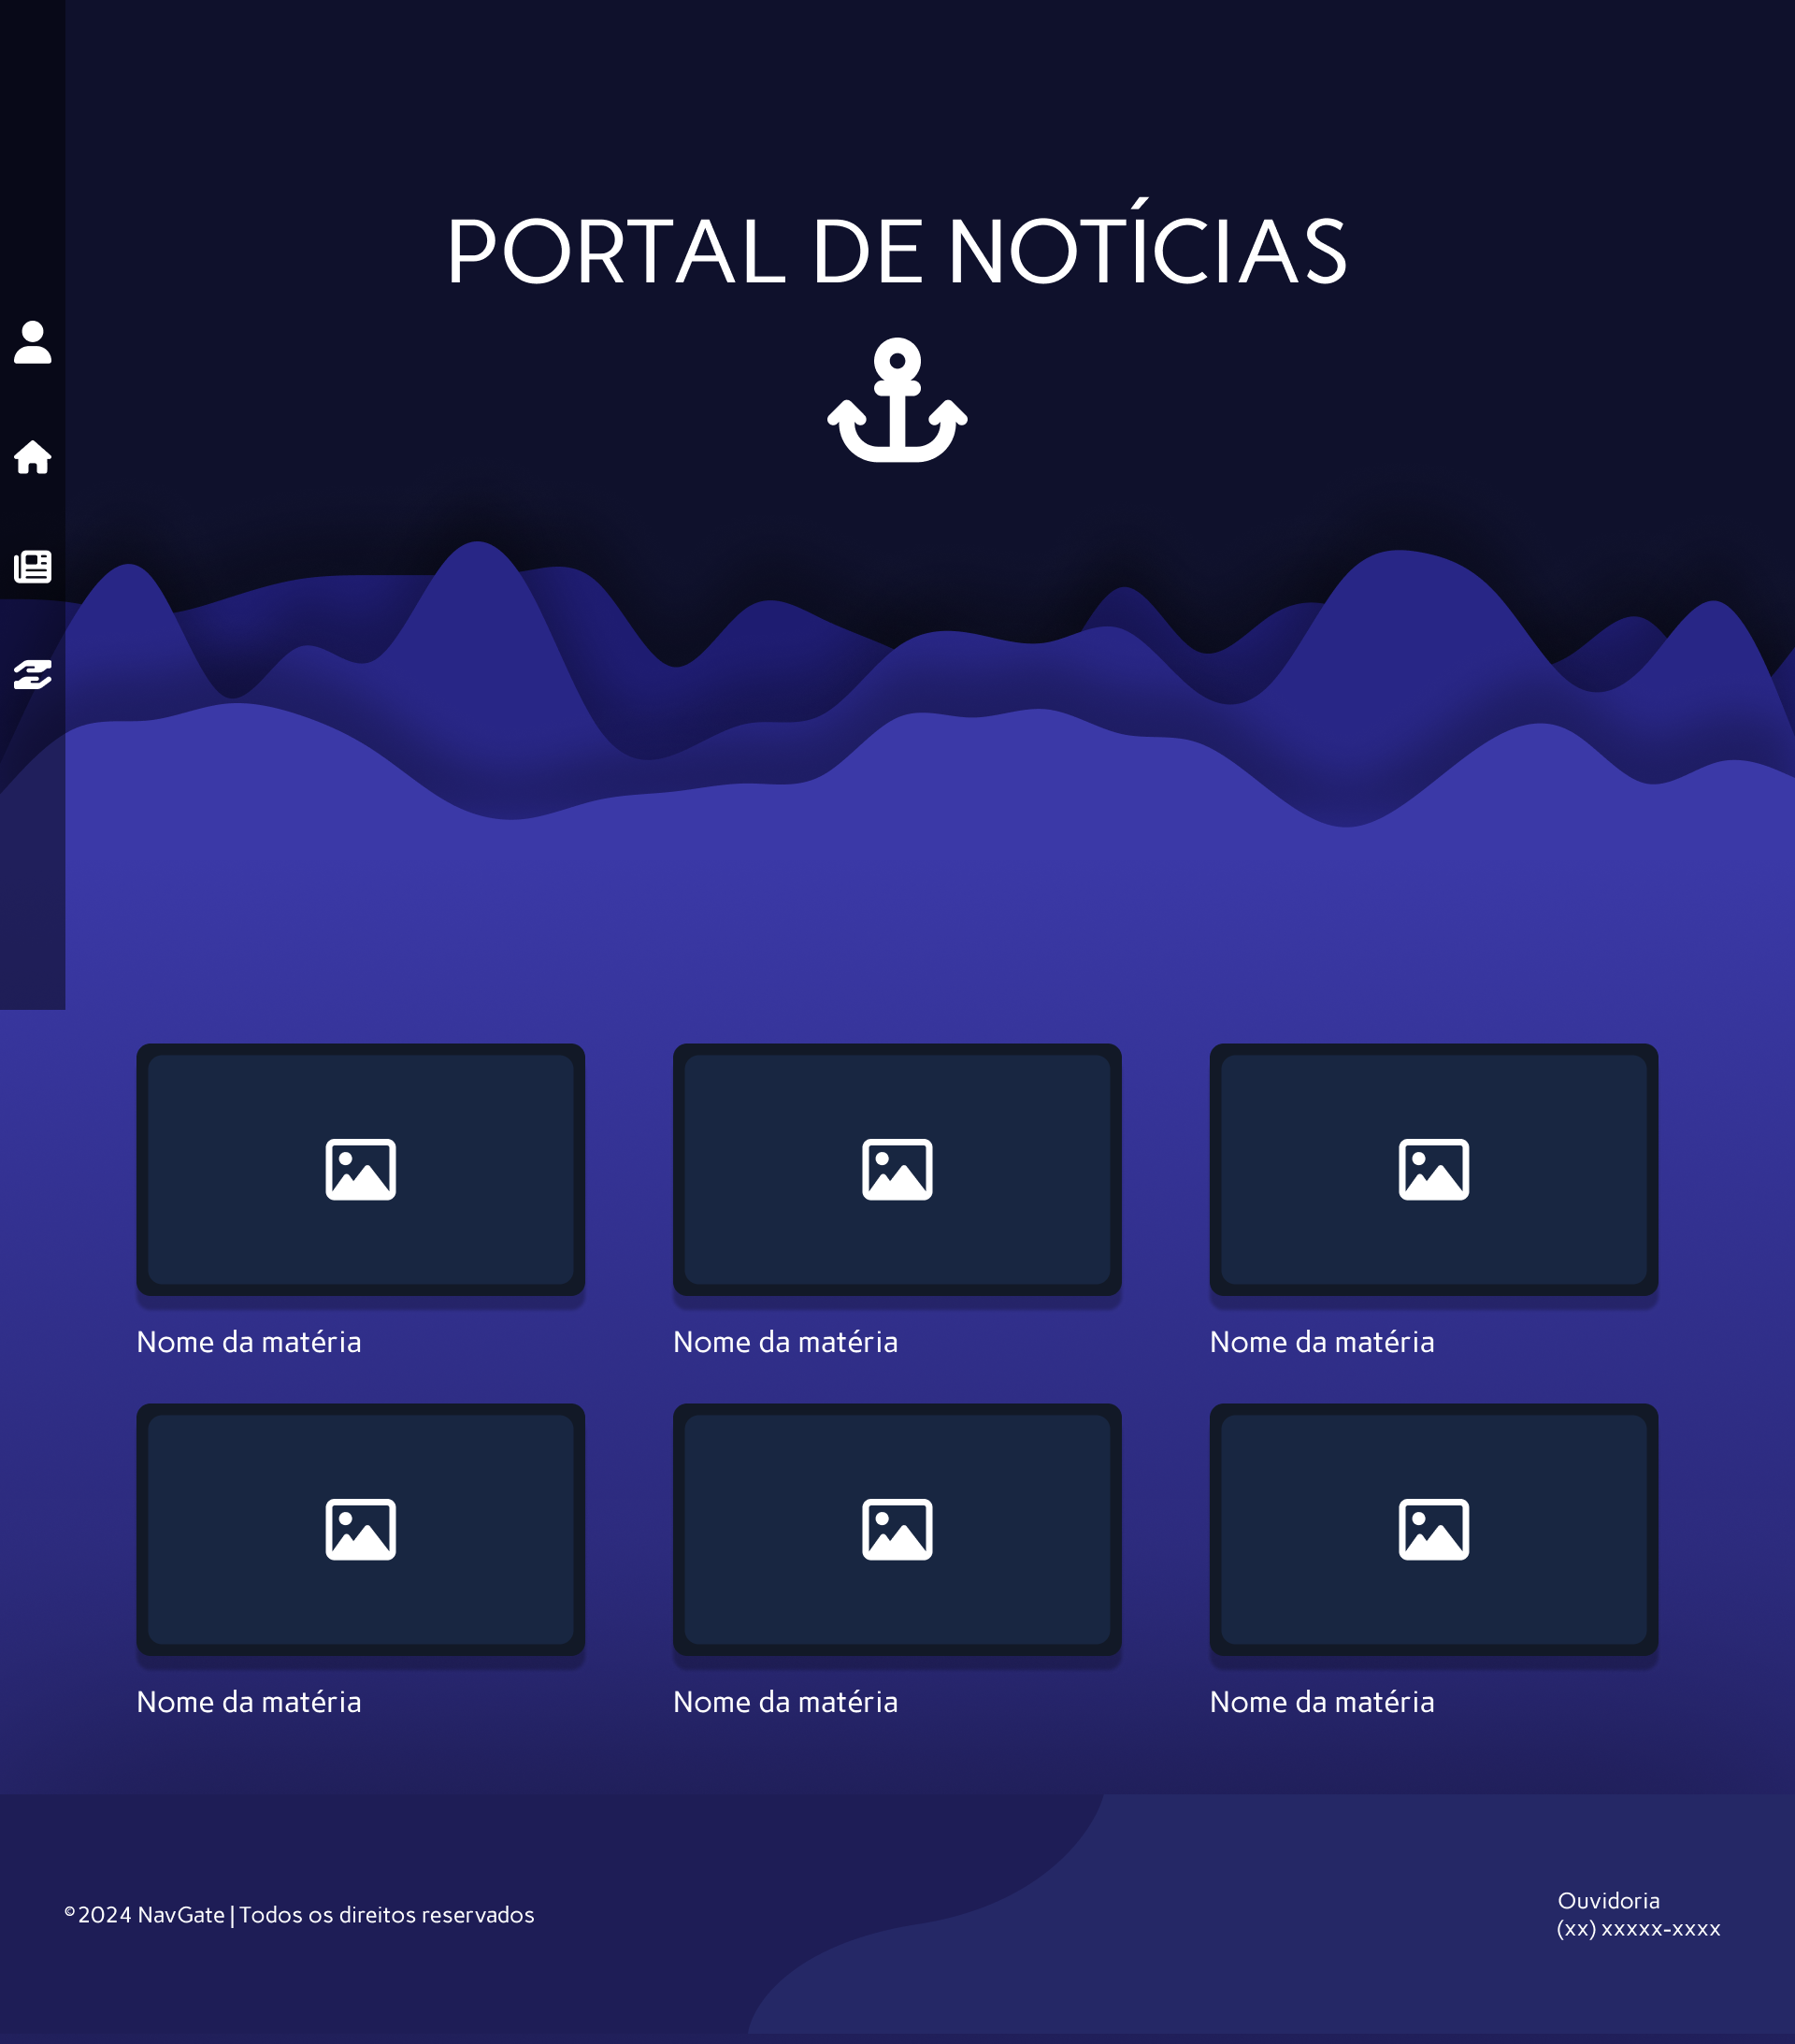 PORTAL DE NOTÍCIAS
Nome da matéria
Nome da matéria
Nome da matéria
Nome da matéria
Nome da matéria
Nome da matéria
©2024 NavGate | Todos os direitos reservados
Ouvidoria
(xx) xxxxx-xxxx